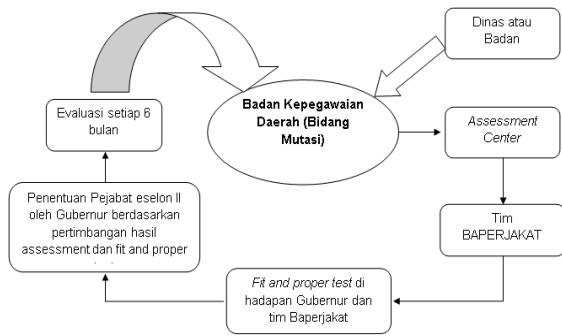 Dinas atau
Badan
Badan Kepegawaian
Daerah (Bidang
Mutasi)
Assessment
Center
Tim
BAPERJAKAT
Fit and proper test di
hadapan Gubernur dan
tim Baperjakat
Penentuan Pejabat eselon II
oleh Gubernur berdasarkan
pertimbangan hasil
assessment dan fit and proper
Evaluasi setiap 6
bulan